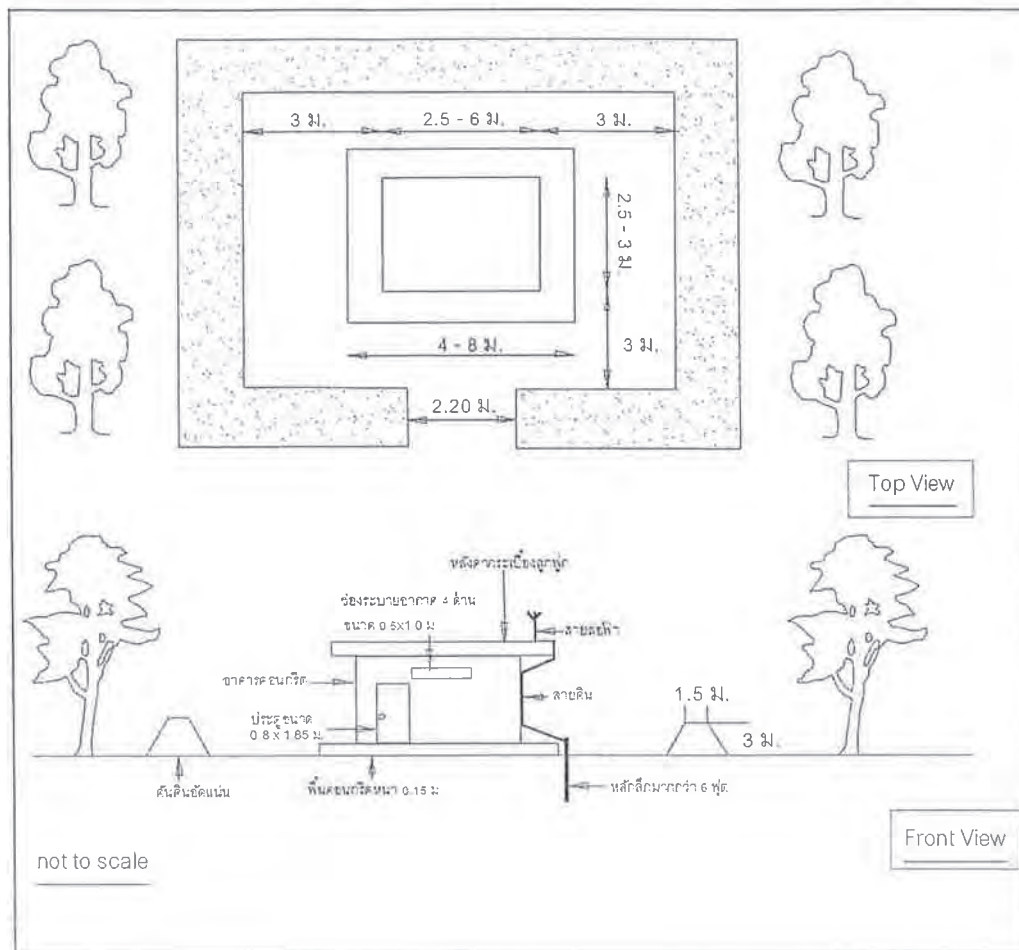 3 ม.
2.5 - 6 ม.
3 ม.
2.5 - 3 ม.
3 ม.
4 - 8 ม.
2.20 ม.
Top View
หลังคากระเบื้องลูกฟูก
ช่องระบายอากาศ 4 ด้าน
ขนาด 0.5x1.0 ม
สายล่อฟ้า
อาคารคอนกรีต
สายดิน
1.5 ม.
ประตูขนาด
0.8 x 1.85 ม.
3 ม.
คันดินอัดแน่น
พื้นคอนกรีตหนา 0.15 ม
หลักลึกมากกว่า 6 ฟุต
Front View
not to scale